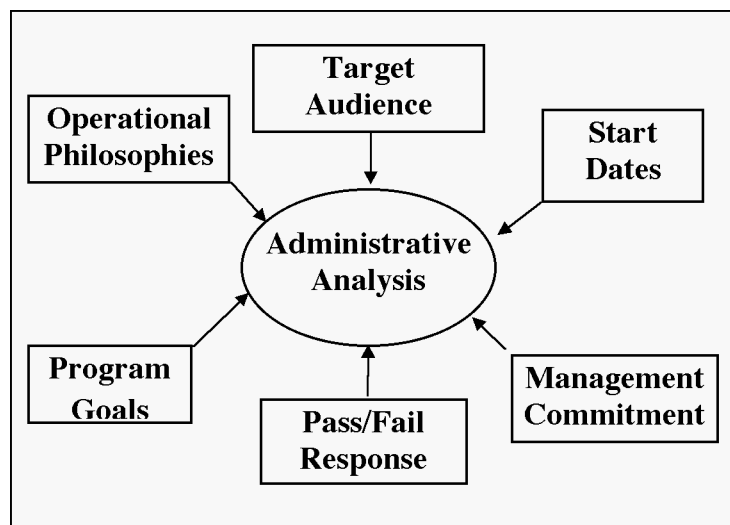 Target
Audience
Operational
Philosophies
Start
Dates
Administrative
Analysis
Program
Goals
Management
Commitment
Pass/Fail
Response